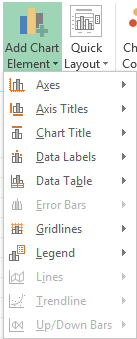 Add Chart
Element
Quick
Layout
Ch
Co
Axes
Axis Titles
Chart Title
Data Labels
Data Table
Error Bars
Gridlines
Legend
Lines
Trendline
Up/Down Bars